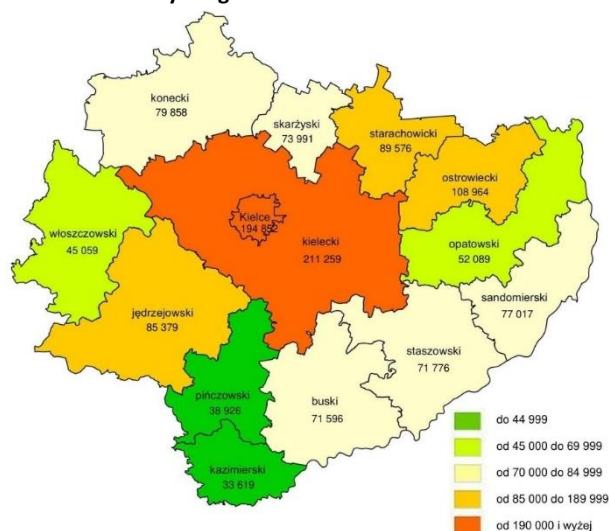 konecki
79 858
skarżyski
73 991
starachowicki
89 576
ostrowiecki
108 964
włoszczowski
45 059
Kielce
194 852
kielecki
211 259
opatowski
52 089
sandomierski
77 017
jędrzejowski
85 379
staszowski
71 776
pińczowski
38 926
buski
71 596
kazimierski
33 619
do 44 999
od 45 000 do 69 999
od 70 000 do 84 999
od 85 000 do 189 999
od 190 000 i wyżej